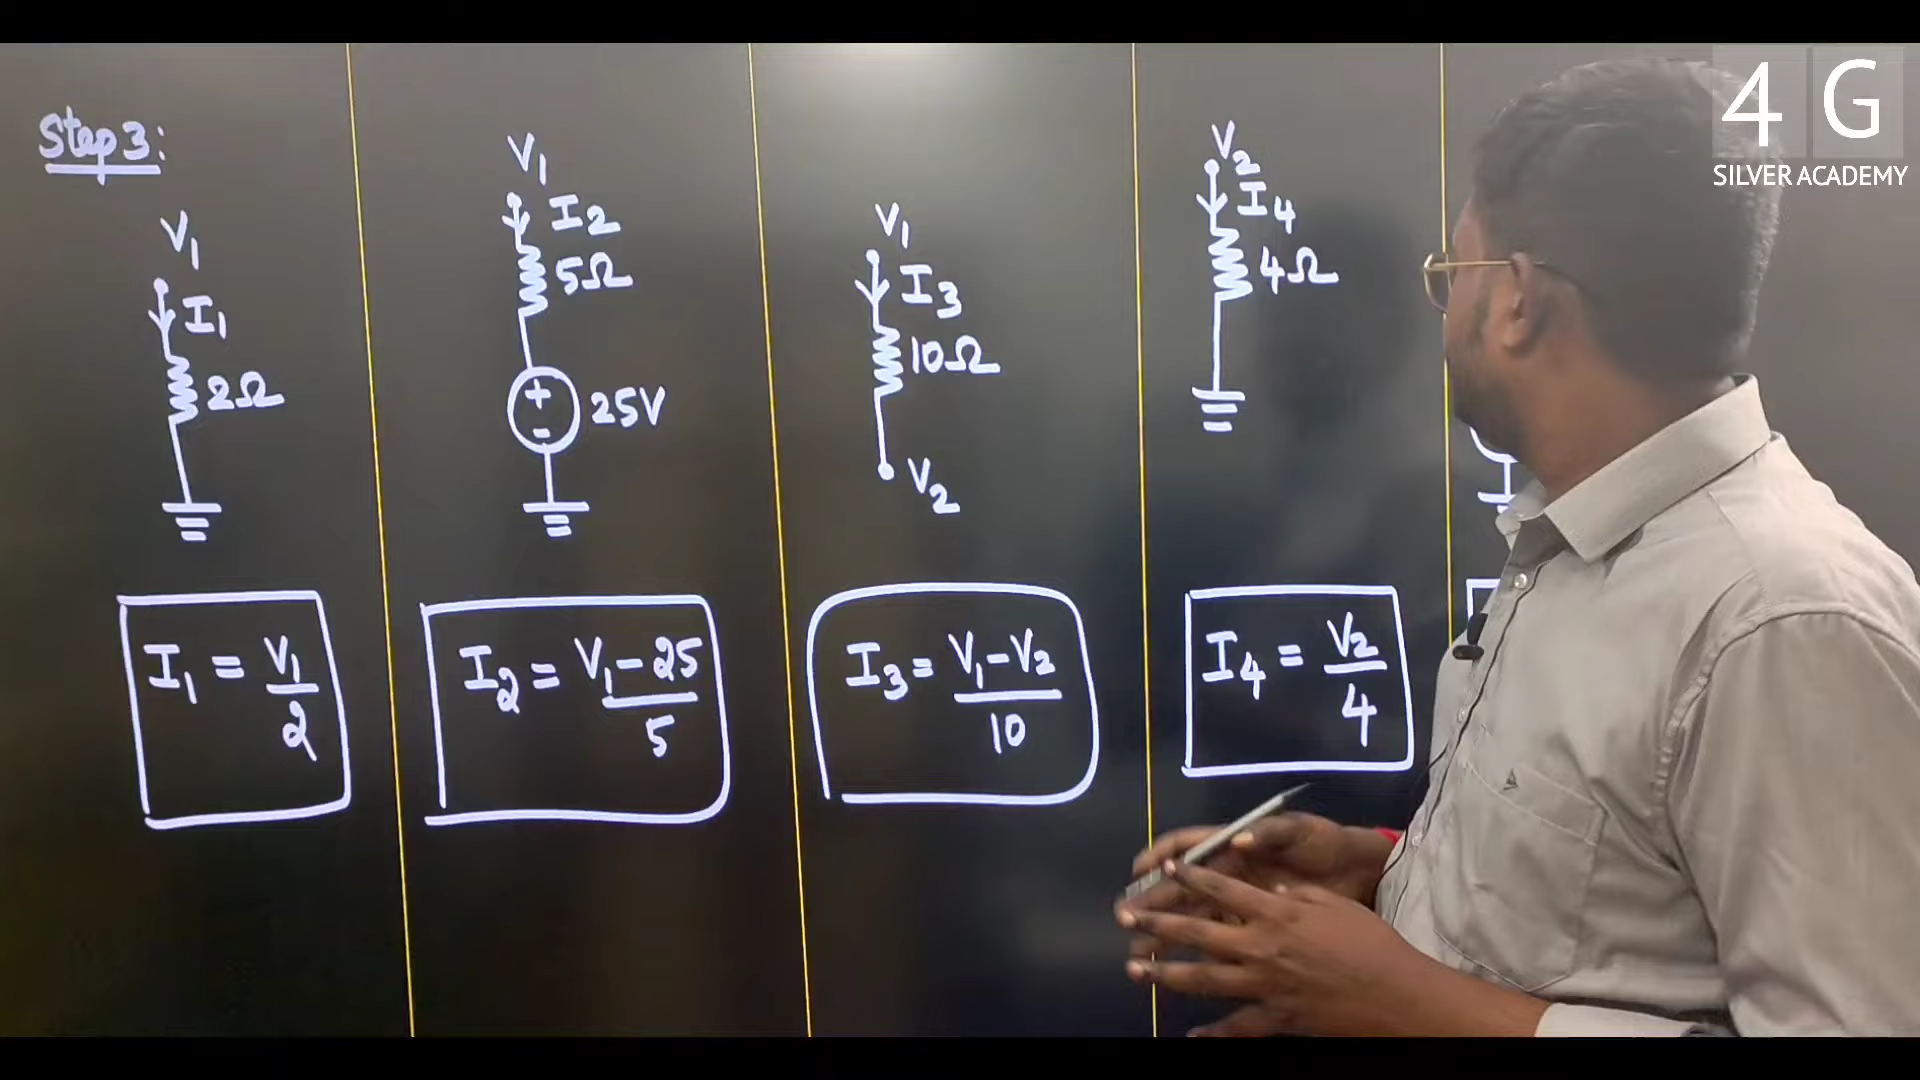 4 G
SILVER ACADEMY
Step 3:
V1
I1
2Ω
I1 = V1/2
V1
I2
5Ω
+
-
25V
I2 = V1-25/5
V1
I3
10Ω
V2
I3 = V1-V2/10
V2
I4
4Ω
I4 = V2/4